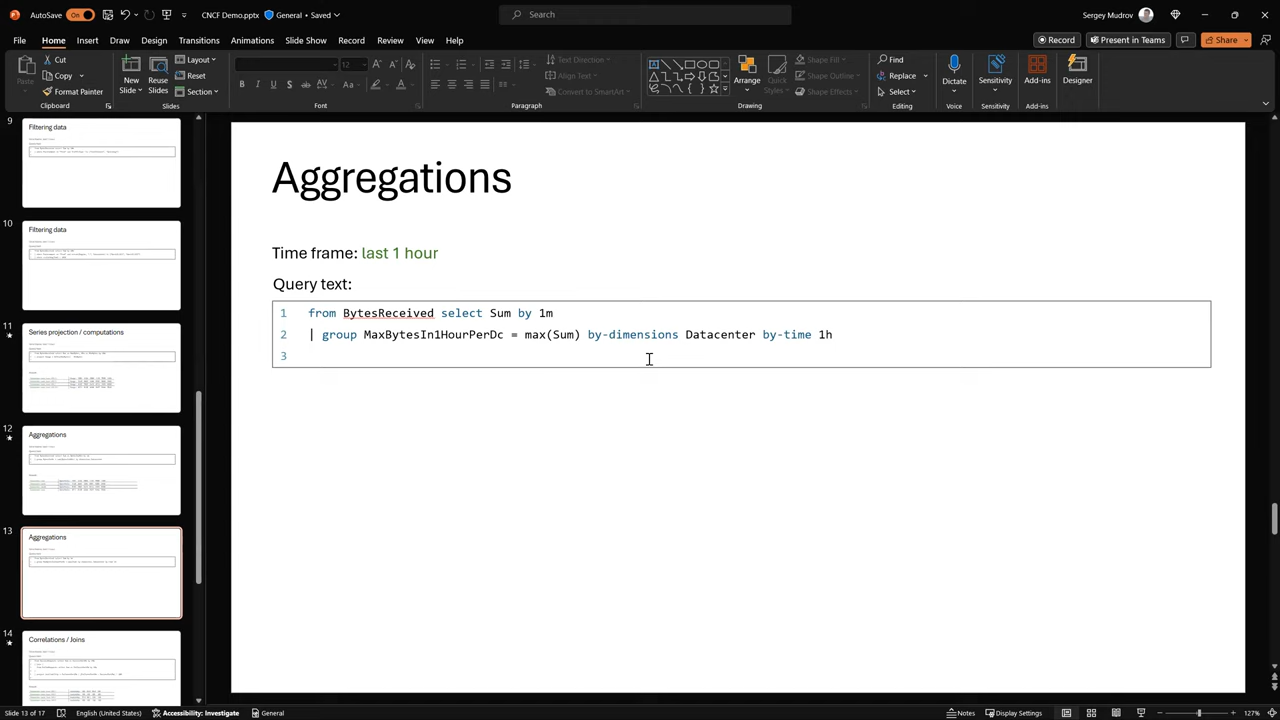 AutoSave On CNCF Demo.pptx General • Saved Search Sergey Mudrov
File Home Insert Draw Design Transitions Animations Slide Show Record Review View Help Record Present in Teams Share
Paste Cut Copy Format Painter Clipboard
New Slide Reuse Slides Layout Reset Section Slides
12 Font
Text Direction Align Text Convert to SmartArt Paragraph
Arrange Quick Styles Shape Fill Shape Outline Shape Effects Drawing
Find Replace Select Editing
Dictate Voice
Sensitivity Sensitivity
Add-ins Add-ins
Designer
9
Filtering data
10
Filtering data
11
Series projection / computations
12
Aggregations
13
Aggregations
14
Correlations / Joins
Aggregations
Time frame: last 1 hour
Query text:
1 from BytesReceived select Sum by 1m
2 | group MaxBytesIn1HourPerDc = max(Sum) by-dimensions Datacenter by-time 1h
3
Slide 13 of 17 English (United States) Accessibility: Investigate General Notes Display Settings 127%